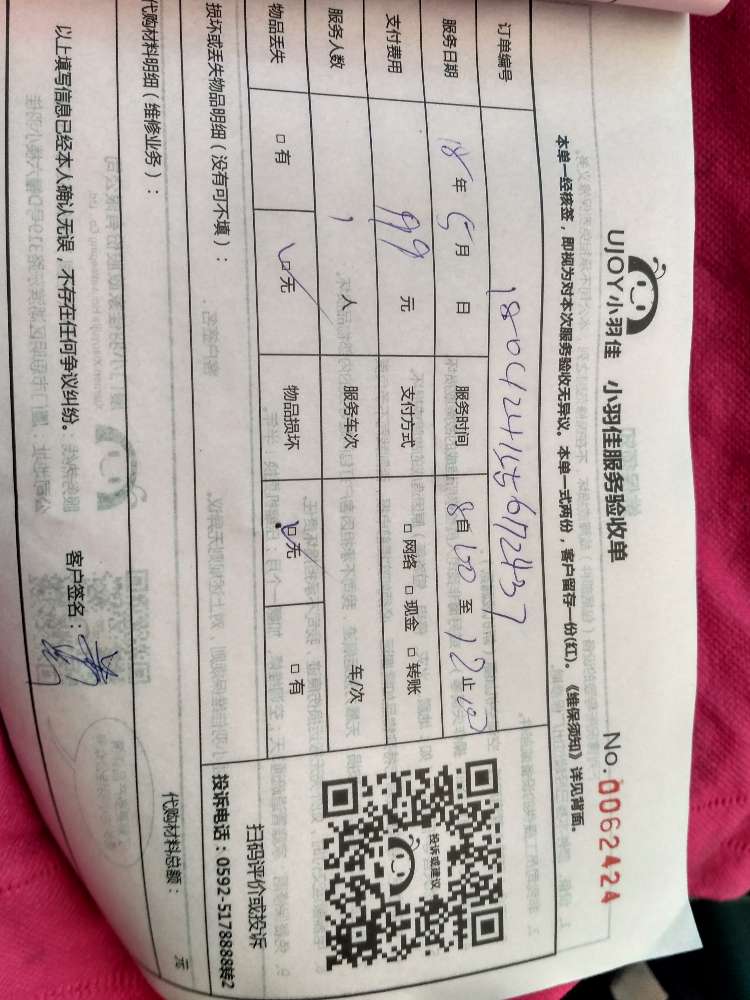 UJOY小羽佳 小羽佳服务验收单 No.0062424
本单一经核签，即视为对本次服务验收无异议。本单一式两份，客户留存一份(红)。《维保须知》详见背面。
订单编号
服务日期 18年5月 日 服务时间 8自00至12止00
支付费用 99元 支付方式 □网络 □现金 □转账
服务人数 1人 服务车次 车/次
物品丢失 □有 □无 物品损坏 □无 □有
损坏或丢失物品明细（没有可不填）：
代购材料明细（维修业务）： 代购材料总额： 元
以上填写信息已经本人确认无误，不存在任何争议纠纷。 客户签名：
投诉或建议
扫码评价或投诉
投诉电话：0592-5178888转2